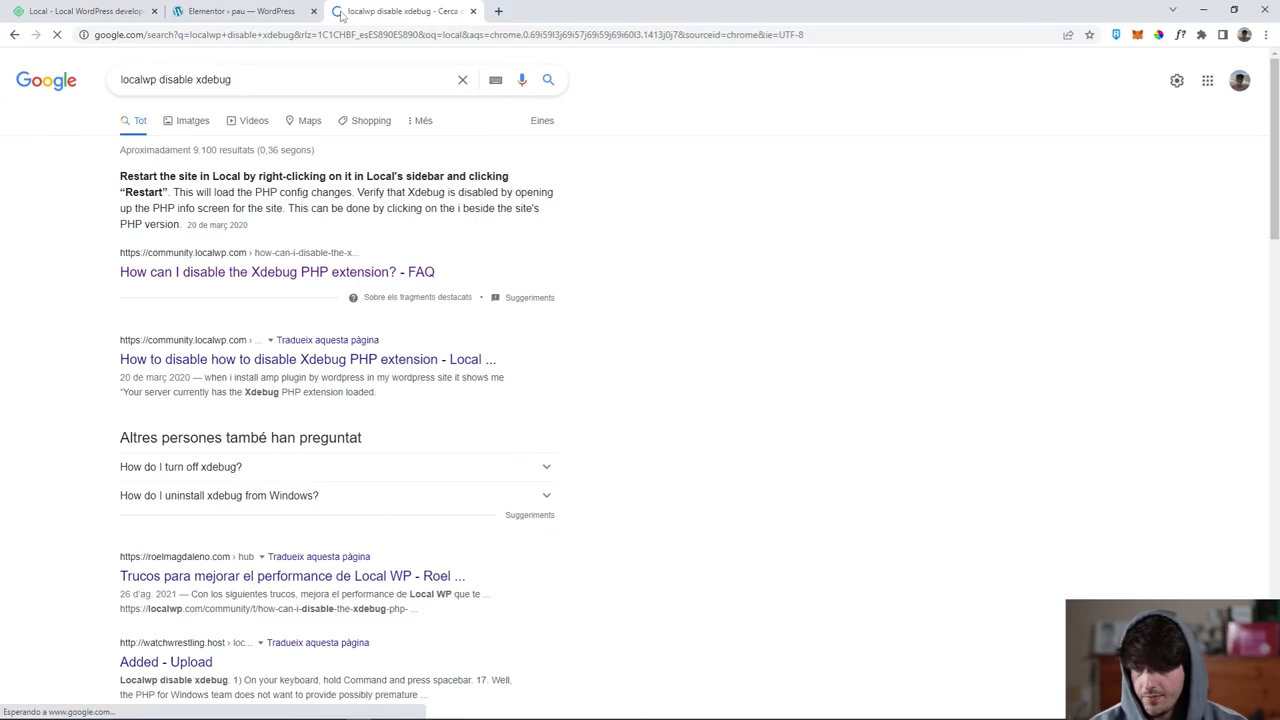 Local - Local WordPress develop
Elementor ‹ pau — WordPress
localwp disable xdebug - Cerca
google.com/search?q=localwp+disable+xdebug&rlz=1C1CHBF_esES890ES890&oq=local&aqs=chrome.0.69i59l3j69i57j69i59j69i60l3.1413j0j7&sourceid=chrome&ie=UTF-8
Google
localwp disable xdebug
Tot
Imatges
Vídeos
Maps
Shopping
Més
Eines
Aproximadament 9.100 resultats (0,36 segons)
Restart the site in Local by right-clicking on it in Local's sidebar and clicking
“Restart”. This will load the PHP config changes. Verify that Xdebug is disabled by opening
up the PHP info screen for the site. This can be done by clicking on the i beside the site's
PHP version. 20 de març 2020
https://community.localwp.com › how-can-i-disable-the-x...
How can I disable the Xdebug PHP extension? - FAQ
Sobre els fragments destacats • Suggeriments
https://community.localwp.com › ... Tradueix aquesta pàgina
How to disable how to disable Xdebug PHP extension - Local ...
20 de març 2020 — when i install amp plugin by wordpress in my wordpress site it shows me
“Your server currently has the Xdebug PHP extension loaded.
Altres persones també han preguntat
How do I turn off xdebug?
How do I uninstall xdebug from Windows?
Suggeriments
https://roelmagdaleno.com › hub Tradueix aquesta pàgina
Trucos para mejorar el performance de Local WP - Roel ...
26 d'ag. 2021 — Con los siguientes trucos, mejora el performance de Local WP que te ...
https://localwp.com/community/t/how-can-i-disable-the-xdebug-php- ...
http://watchwrestling.host › loc... Tradueix aquesta pàgina
Added - Upload
Localwp disable xdebug. 1) On your keyboard, hold Command and press spacebar. 17. Well,
the PHP for Windows team does not want to provide possibly premature ...
Esperando a www.google.com...